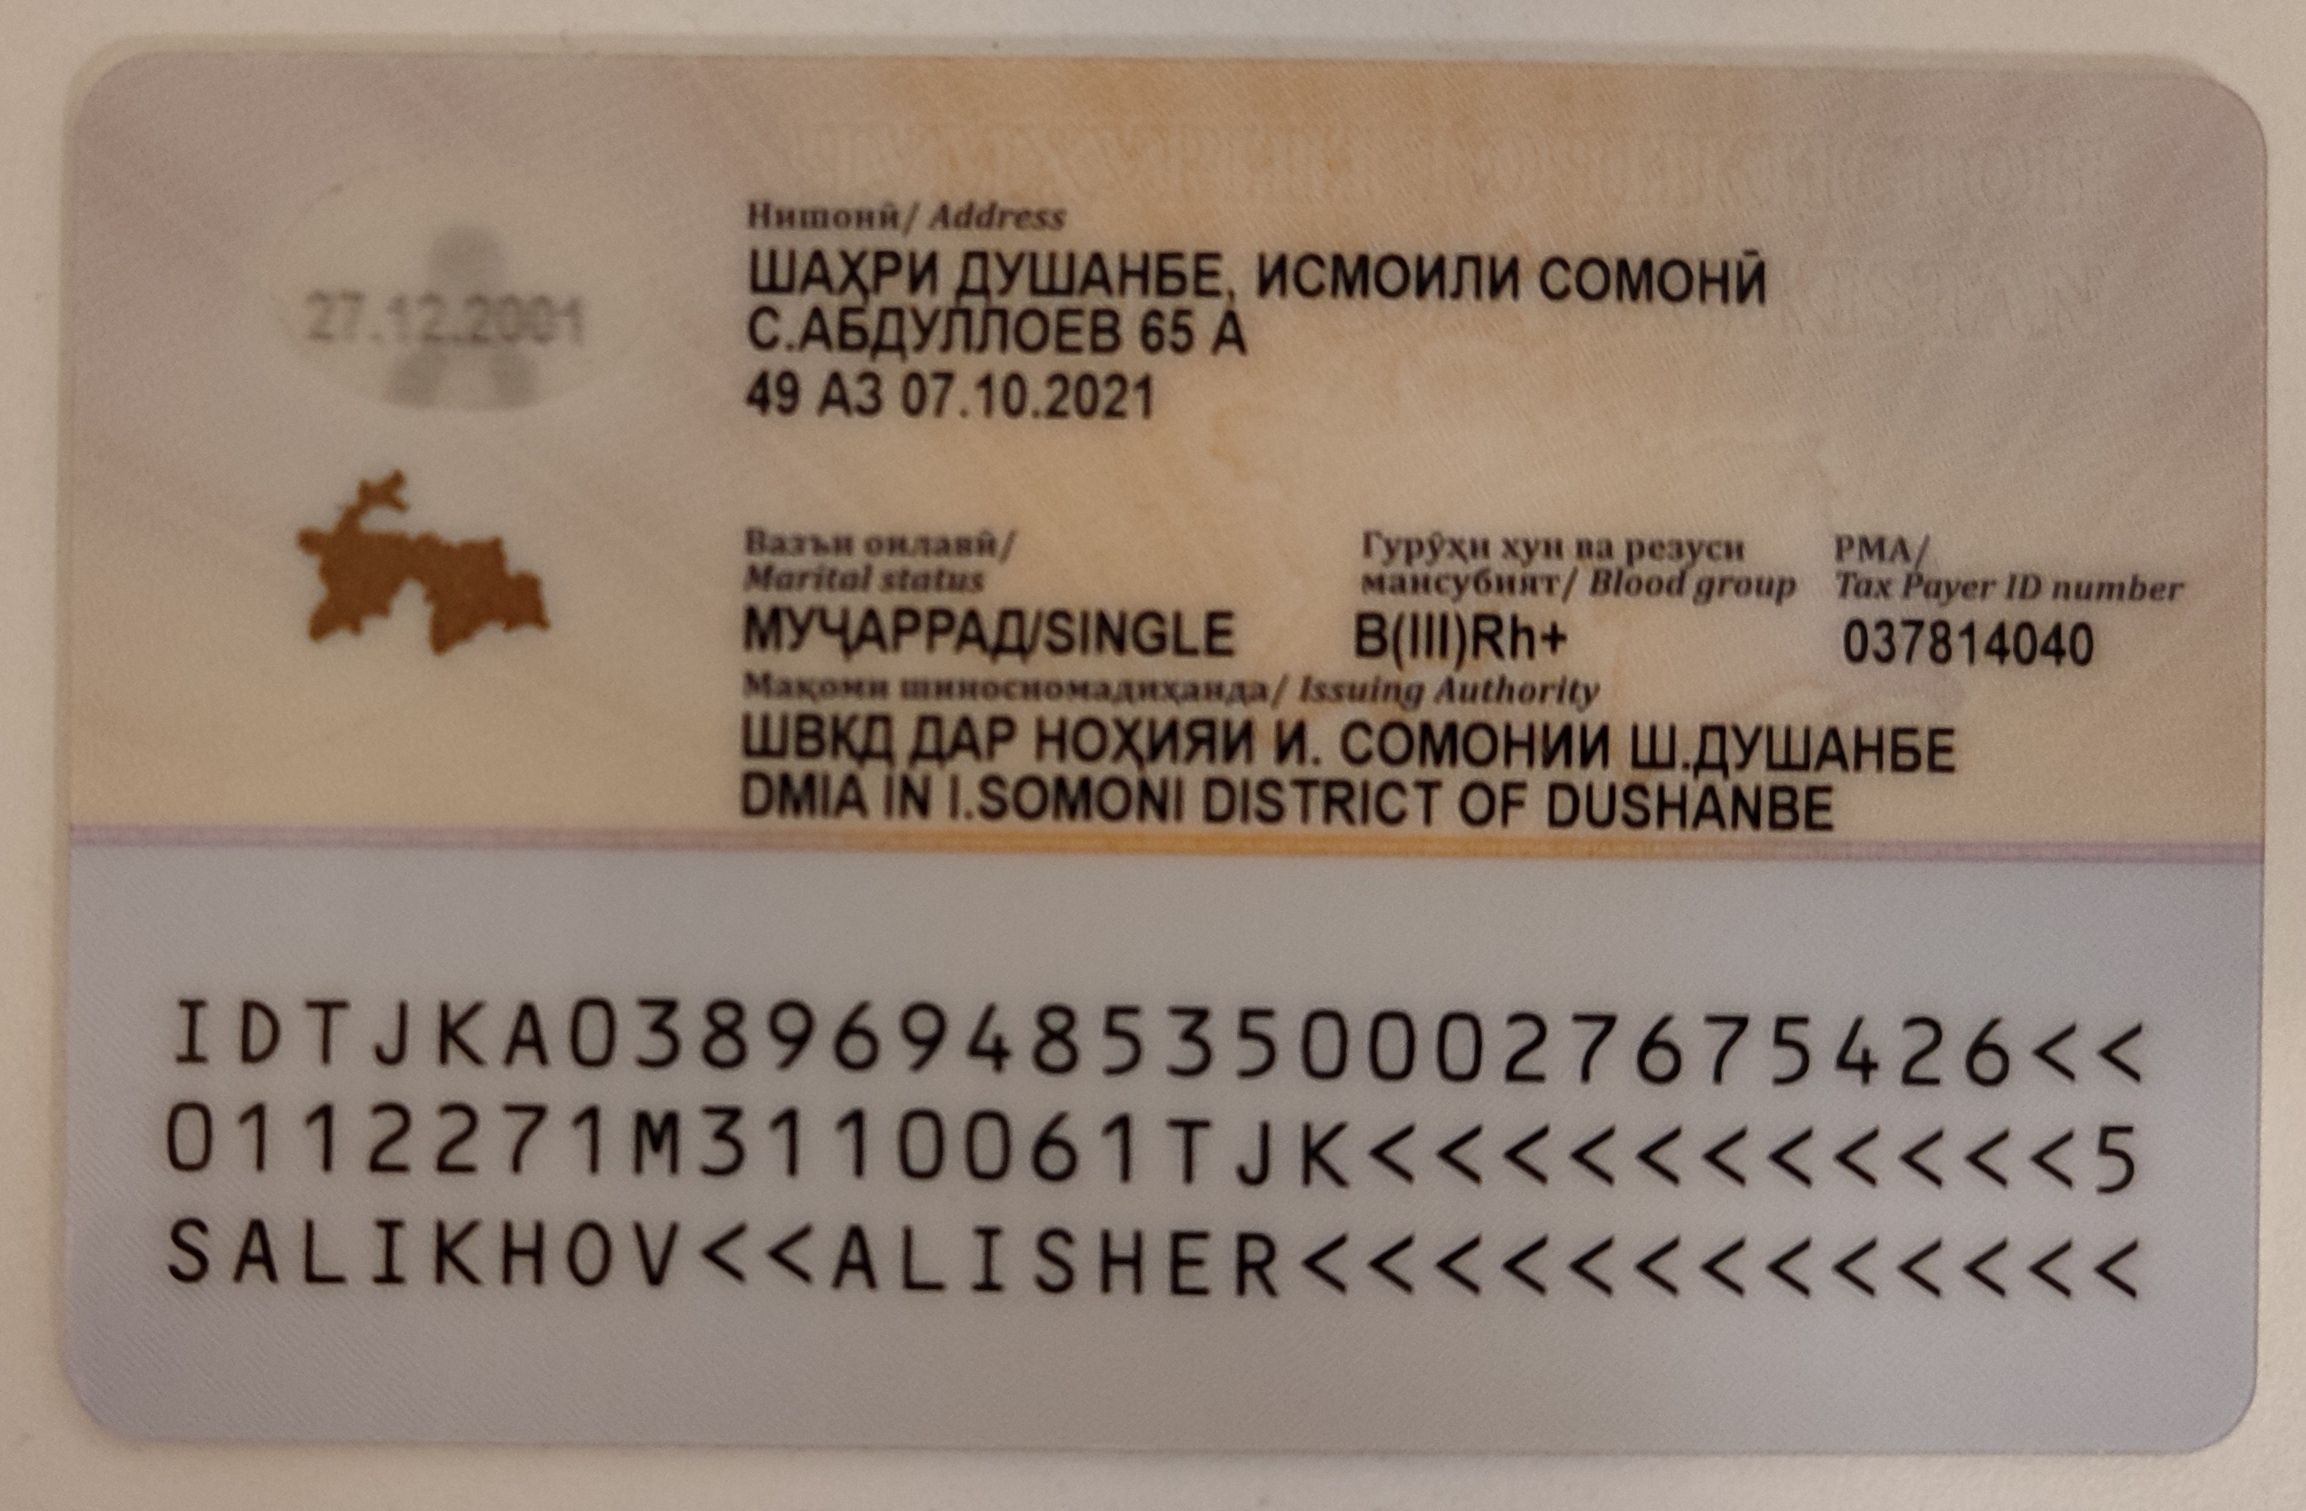 Нишонӣ/ Address
ШАҲРИ ДУШАНБЕ, ИСМОИЛИ СОМОНӢ
С.АБДУЛЛОЕВ 65 А
49 АЗ 07.10.2021
27.12.2001
Вазъи оилавӣ/
Marital status
МУҶАРРАД/SINGLE
Гурӯҳи хун ва резуси
мансубият/ Blood group
B(III)Rh+
РМА/
Tax Payer ID number
037814040
Мақоми шиносномадиҳанда/ Issuing Authority
ШВКД ДАР НОҲИЯИ И. СОМОНИИ Ш.ДУШАНБЕ
DMIA IN I.SOMONI DISTRICT OF DUSHANBE
IDTJKA0389694853500027675426<<
0112271M3110061TJK<<<<<<<<<<<5
SALIKHOV<<ALISHER<<<<<<<<<<<<<